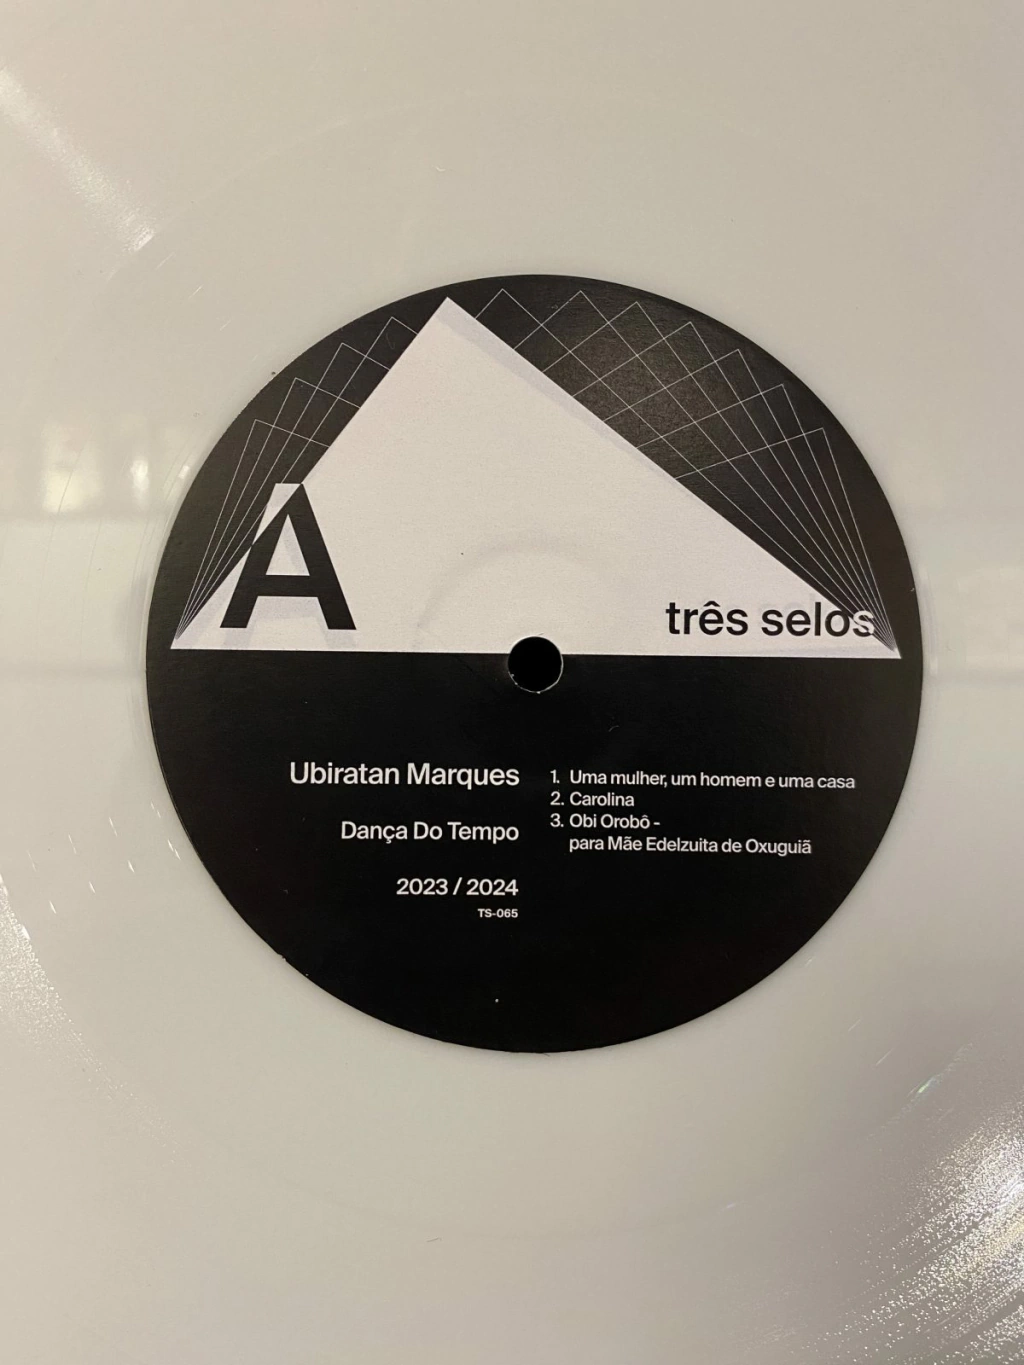 A
três selos
Ubiratan Marques
Dança Do Tempo
2023 / 2024
TS-065
1. Uma mulher, um homem e uma casa
2. Carolina
3. Obi Orobô -
para Mãe Edelzuita de Oxuguiã